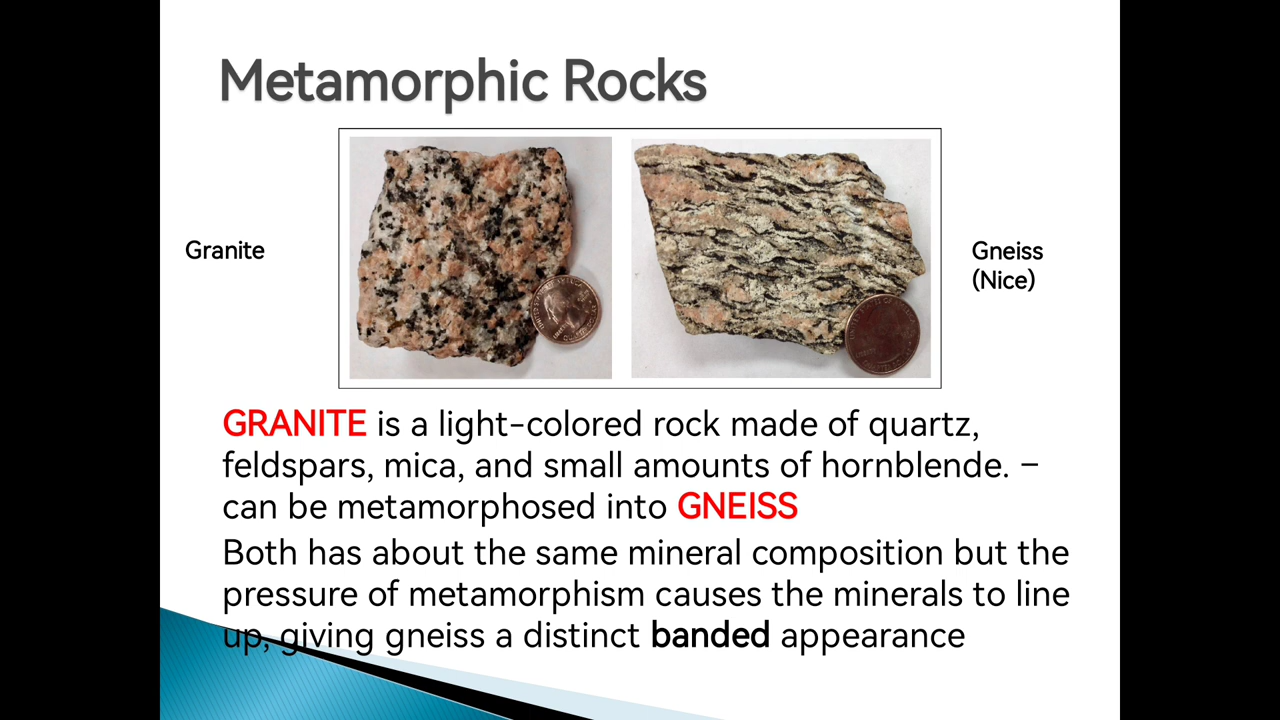 Metamorphic Rocks
Granite
Gneiss
(Nice)
GRANITE is a light-colored rock made of quartz,
feldspars, mica, and small amounts of hornblende. –
can be metamorphosed into GNEISS
Both has about the same mineral composition but the
pressure of metamorphism causes the minerals to line
up, giving gneiss a distinct banded appearance